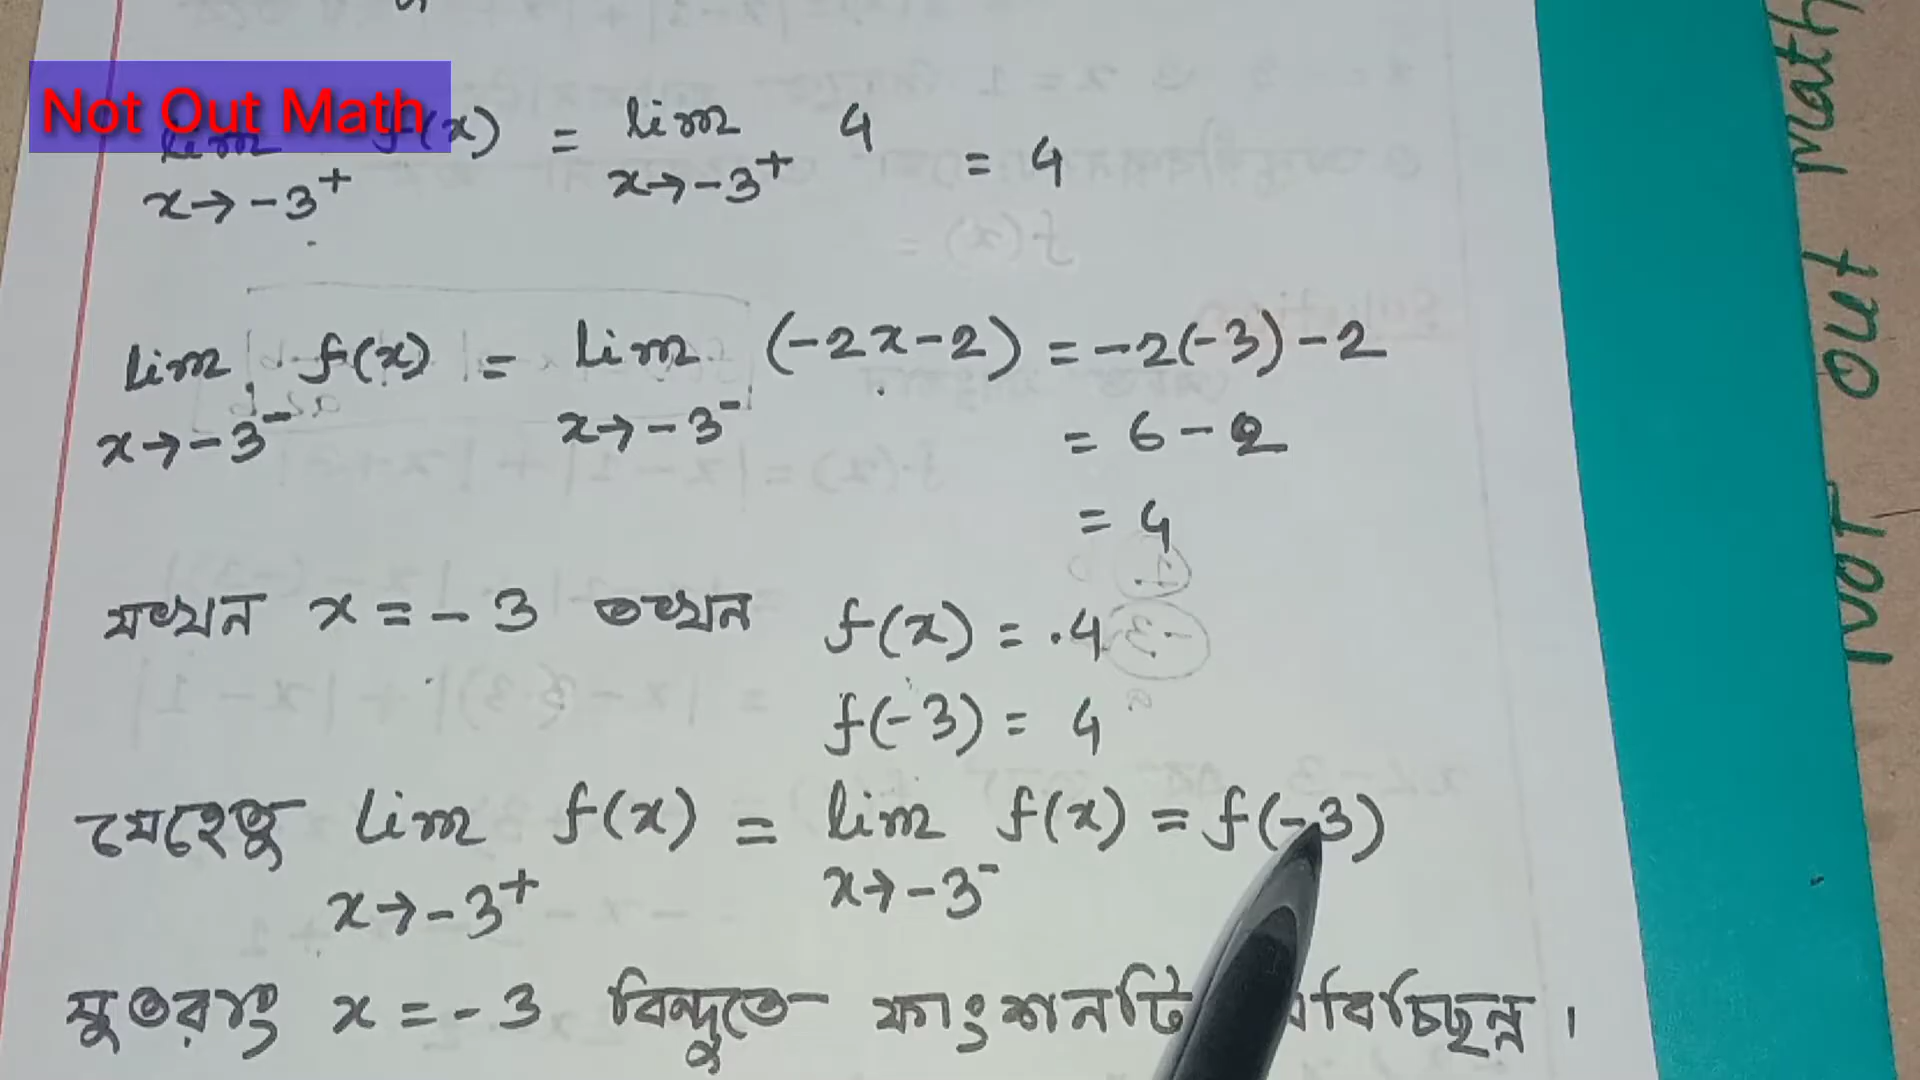 Not Out Math
lim f(x) = lim 4 = 4
x→-3⁺ x→-3⁺
lim f(x) = lim (-2x-2) = -2(-3)-2
x→-3⁻ x→-3⁻
= 6-2
= 4
যখন x = -3 তখন f(x) = 4
f(-3) = 4
যেহেতু lim f(x) = lim f(x) = f(-3)
x→-3⁺ x→-3⁻
সুতরাং x = -3 বিন্দুতে ফাংশনটি
NOT OUT Math